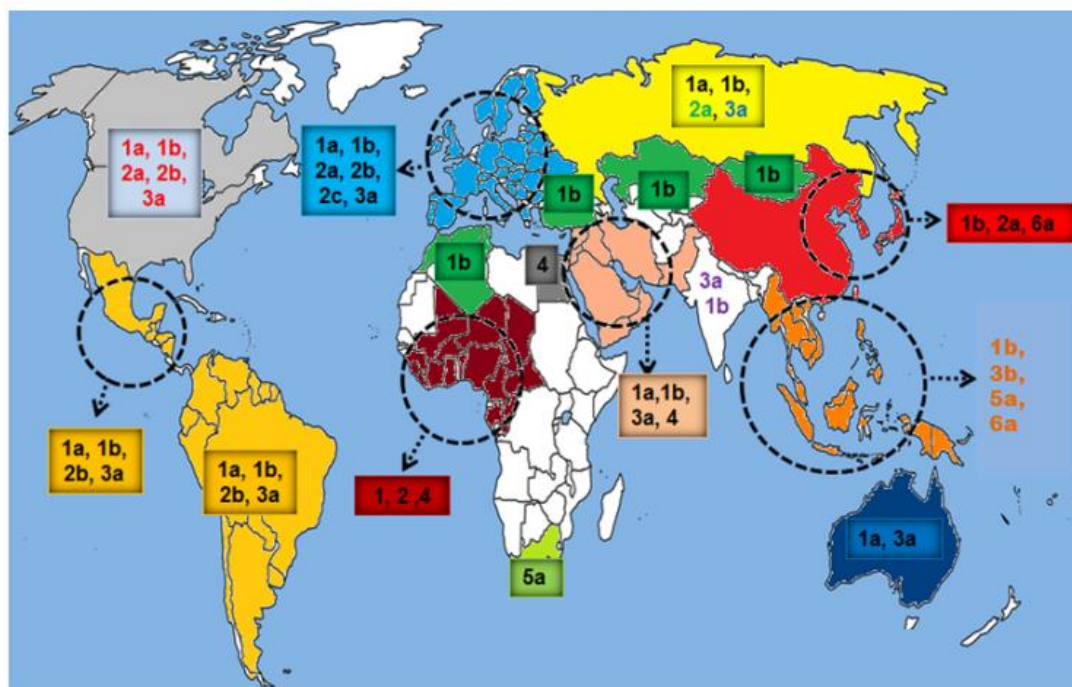 1a, 1b,
2a, 2b,
3a
1a, 1b,
2a, 2b,
2c, 3a
1a, 1b,
2a, 3a
1b
1b
1b
1b, 2a, 6a
1b
4
3a
1b
1b,
3b,
5a,
6a
1a,1b,
3a, 4
1a, 1b,
2b, 3a
1a, 1b,
2b, 3a
1, 2 ,4
1a, 3a
5a